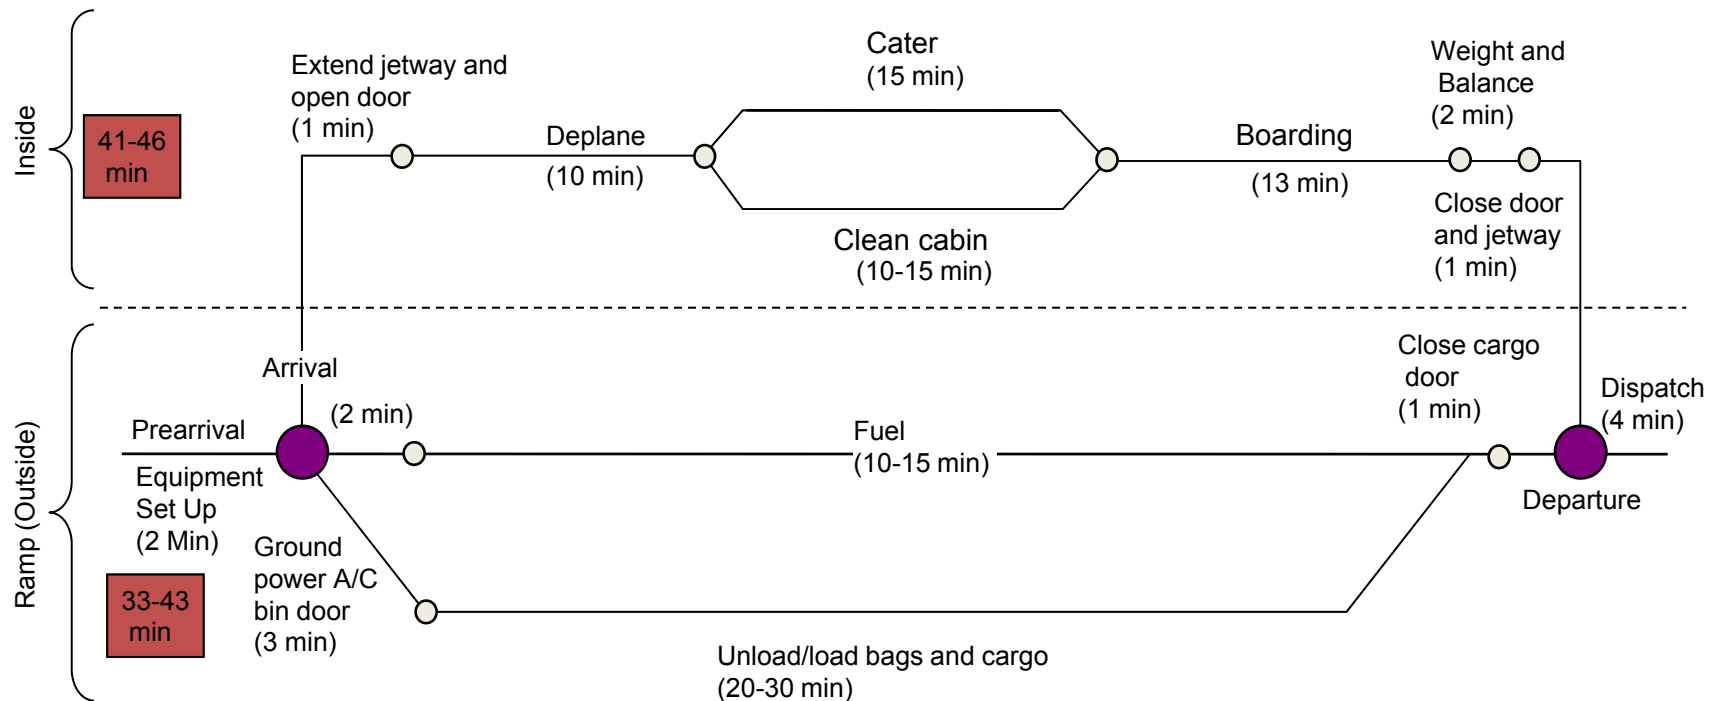 Inside
41-46
min
Extend jetway and
open door
(1 min)
Deplane
(10 min)
Cater
(15 min)
Clean cabin
(10-15 min)
Boarding
(13 min)
Weight and
Balance
(2 min)
Close door
and jetway
(1 min)
Ramp (Outside)
33-43
min
Arrival
Prearrival
Equipment
Set Up
(2 Min)
(2 min)
Ground
power A/C
bin door
(3 min)
Fuel
(10-15 min)
Unload/load bags and cargo
(20-30 min)
Close cargo
door
(1 min)
Dispatch
(4 min)
Departure